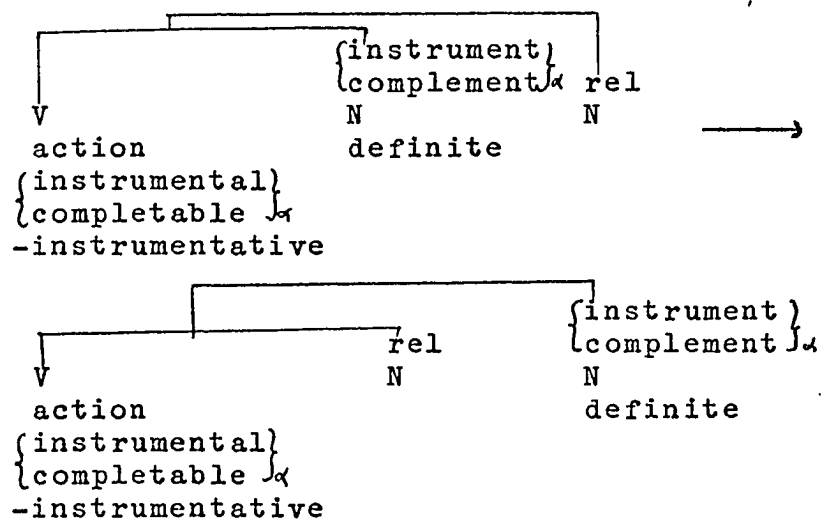 {instrument}
{complement}α rel
V N N
action definite
{instrumental}
{completable}α
-instrumentative
{instrument}
rel {complement}α
V N N
action definite
{instrumental}
{completable}α
-instrumentative